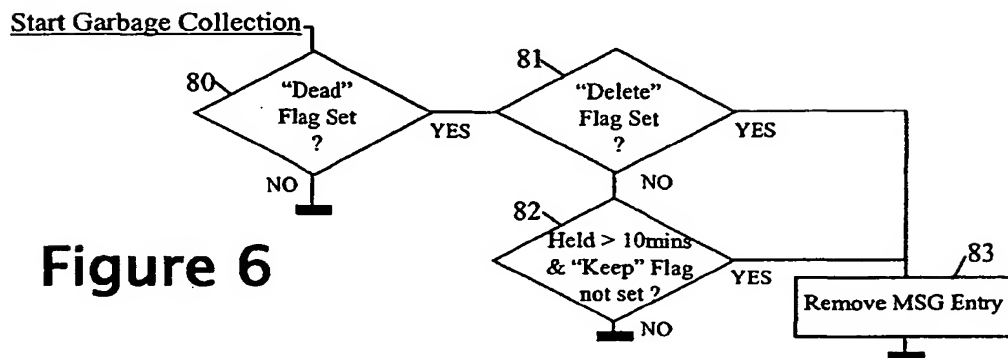 Start Garbage Collection
80
"Dead"
Flag Set
?
YES
NO
81
"Delete"
Flag Set
?
YES
NO
82
Held > 10mins
& "Keep" Flag
not set ?
YES
NO
83
Remove MSG Entry
Figure 6